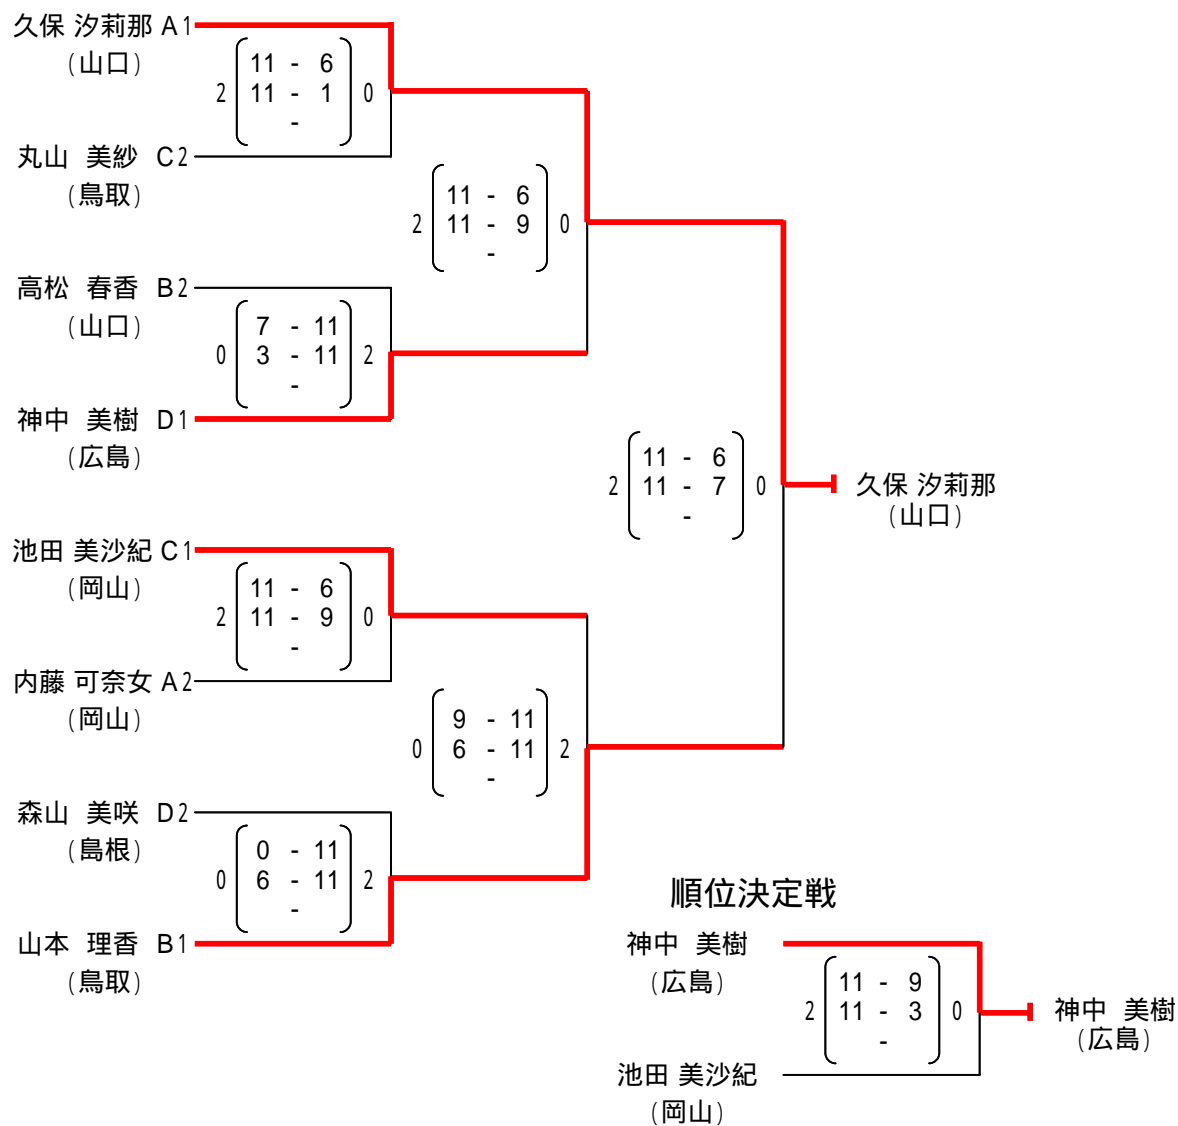 久保 汐莉那 A1
(山口)
11 - 6
2 11 - 1 0
-
丸山 美紗 C2
(鳥取)
11 - 6
2 11 - 9 0
-
高松 春香 B2
(山口)
7 - 11
0 3 - 11 2
-
神中 美樹 D1
(広島)
11 - 6
2 11 - 7 0
-
久保 汐莉那
(山口)
池田 美沙紀 C1
(岡山)
11 - 6
2 11 - 9 0
-
内藤 可奈女 A2
(岡山)
9 - 11
0 6 - 11 2
-
森山 美咲 D2
(島根)
0 - 11
0 6 - 11 2
-
山本 理香 B1
(鳥取)
順位決定戦
神中 美樹
(広島)
11 - 9
2 11 - 3 0
-
神中 美樹
(広島)
池田 美沙紀
(岡山)